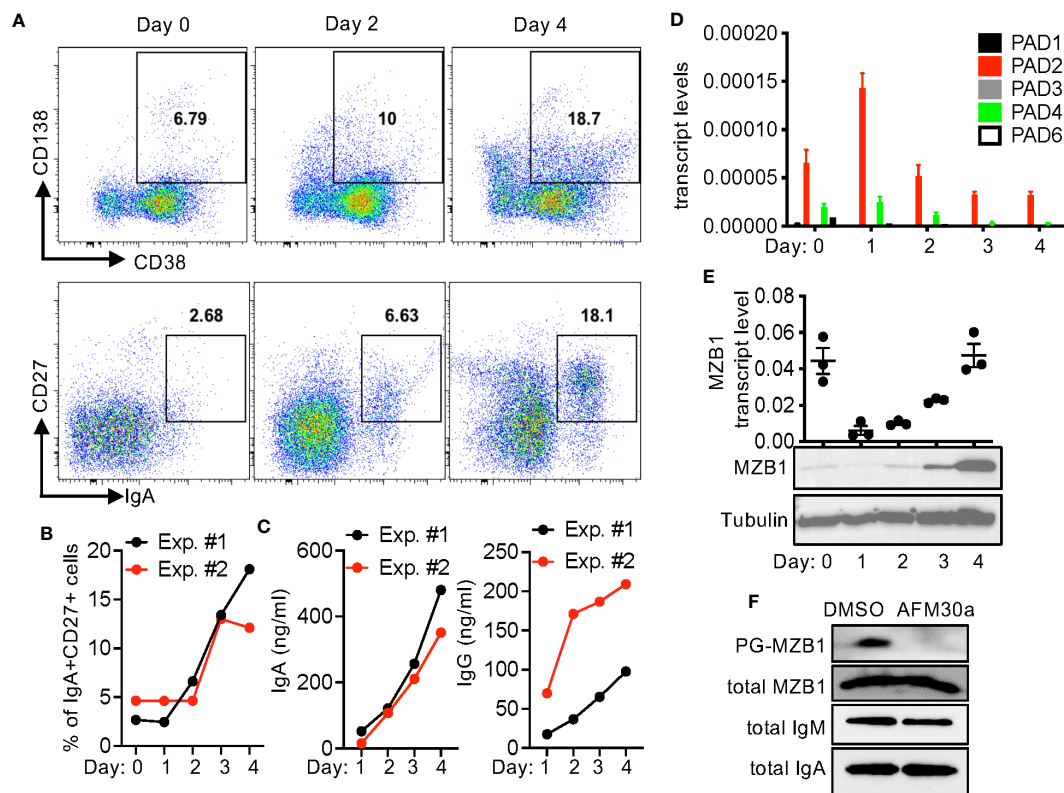 A
Day 0
Day 2
Day 4
6.79
10
18.7
CD138
CD38
2.68
6.63
18.1
CD27
IgA
B
Exp. #1
Exp. #2
% of IgA+CD27+ cells
20
15
10
5
0
Day: 0 1 2 3 4
C
Exp. #1
Exp. #2
IgA (ng/ml)
600
400
200
0
Day: 1 2 3 4
Exp. #1
Exp. #2
IgG (ng/ml)
250
200
150
100
50
0
1 2 3 4
D
transcript levels
0.00020
0.00015
0.00010
0.00005
0.00000
PAD1
PAD2
PAD3
PAD4
PAD6
Day: 0 1 2 3 4
E
MZB1
transcript level
0.08
0.06
0.04
0.02
0.00
MZB1
Tubulin
Day: 0 1 2 3 4
F
DMSO AFM30a
PG-MZB1
total MZB1
total IgM
total IgA